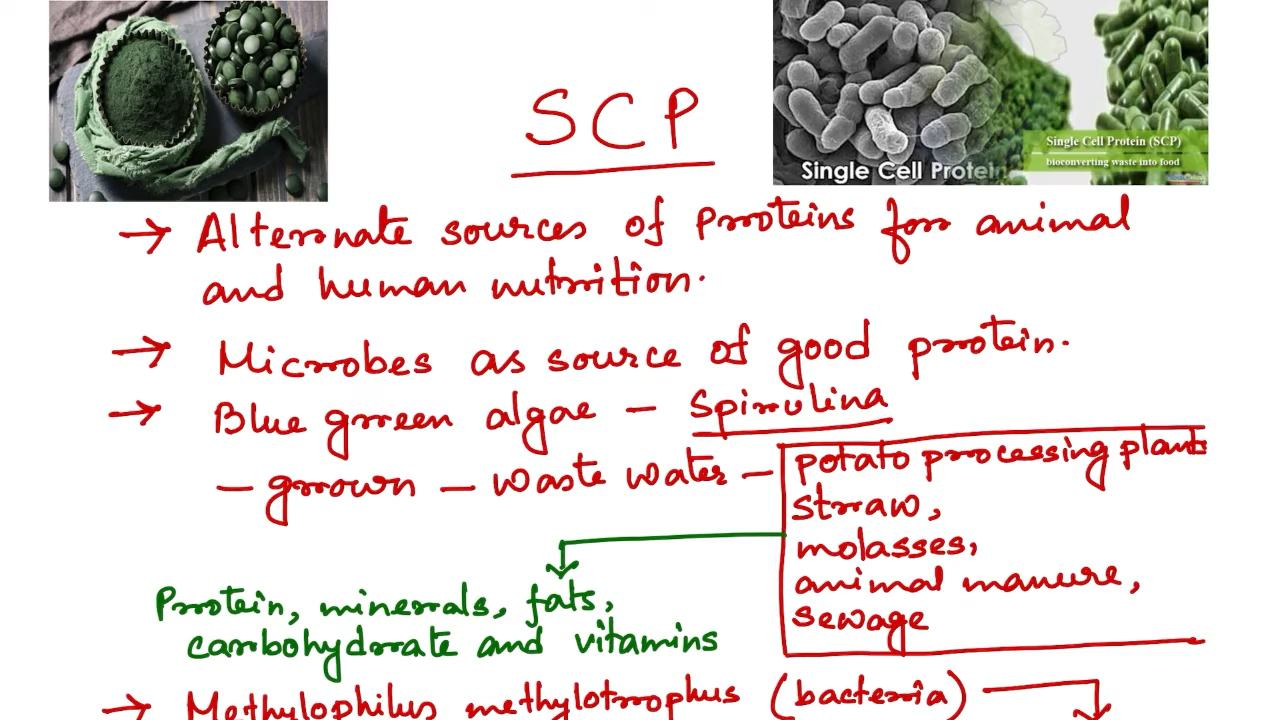 SCP
Single Cell Protein
Single Cell Protein (SCP)
bioconverting waste into food
→ Alternate sources of proteins for animal
and human nutrition.
→ Microbes as source of good protein.
→ Blue green algae – Spirulina
– grown – waste water – potato processing plants
straw,
molasses,
animal manure,
sewage
Protein, minerals, fats,
carbohydrate and vitamins
→ Methylophilus methylotrophus (bacteria)